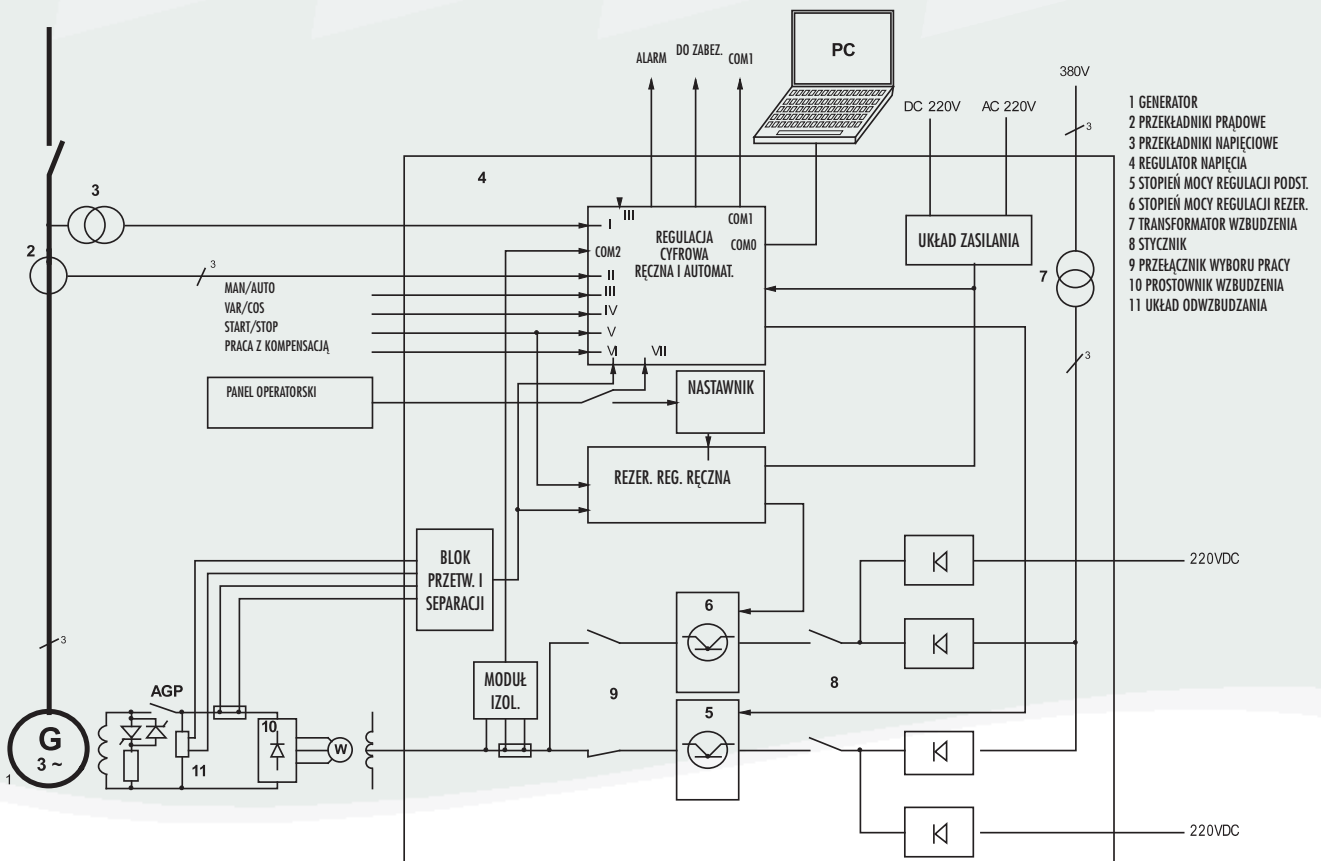 ALARM
DO ZABEZ.
COM1
PC
380V
3
DC 220V
AC 220V
1 GENERATOR
2 PRZEKŁADNIKI PRĄDOWE
3 PRZEKŁADNIKI NAPIĘCIOWE
4 REGULATOR NAPIĘCIA
5 STOPIEŃ MOCY REGULACJI PODST.
6 STOPIEŃ MOCY REGULACJI REZER.
7 TRANSFORMATOR WZBUDZENIA
8 STYCZNIK
9 PRZEŁĄCZNIK WYBORU PRACY
10 PROSTOWNIK WZBUDZENIA
11 UKŁAD ODWZBUDZANIA
4
3
III
I
COM1
REGULACJA
CYFROWA
RĘCZNA I AUTOMAT.
COM0
COM2
UKŁAD ZASILANIA
2
3
II
7
MAN/AUTO
III
VAR/COS
IV
START/STOP
V
PRACA Z KOMPENSACJĄ
VI
VII
3
PANEL OPERATORSKI
NASTAWNIK
REZER. REG. RĘCZNA
BLOK
PRZETW. I
SEPARACJI
220VDC
6
3
MODUŁ
IZOL.
9
8
AGP
5
10
G
3 ~
W
11
1
220VDC